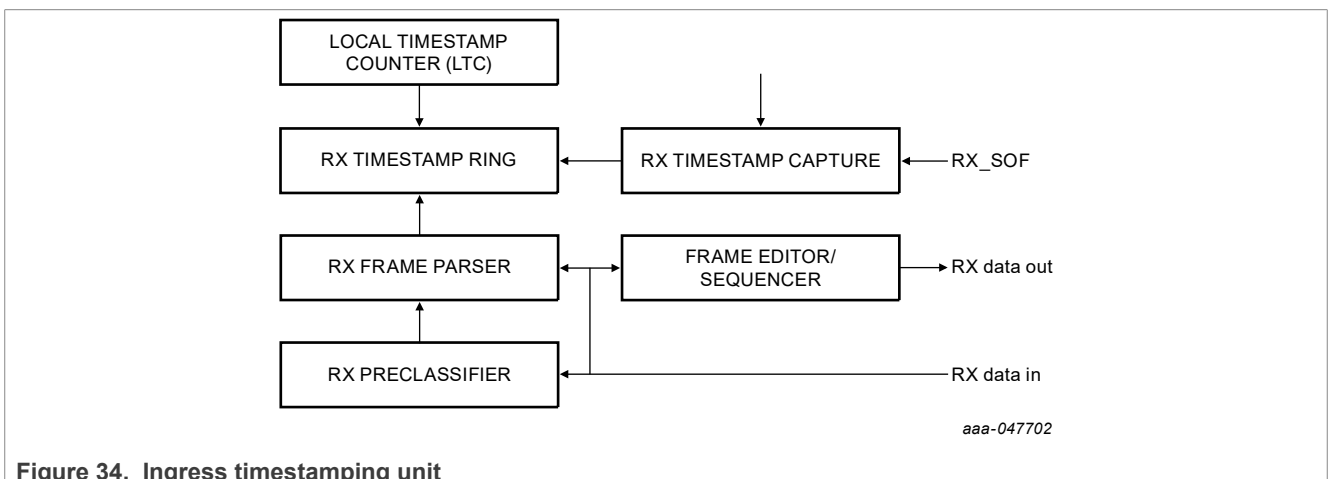 LOCAL TIMESTAMP
COUNTER (LTC)
RX TIMESTAMP RING
RX TIMESTAMP CAPTURE
RX_SOF
RX FRAME PARSER
FRAME EDITOR/
SEQUENCER
RX data out
RX PRECLASSIFIER
RX data in
aaa-047702
Figure 34. Ingress timestamping unit